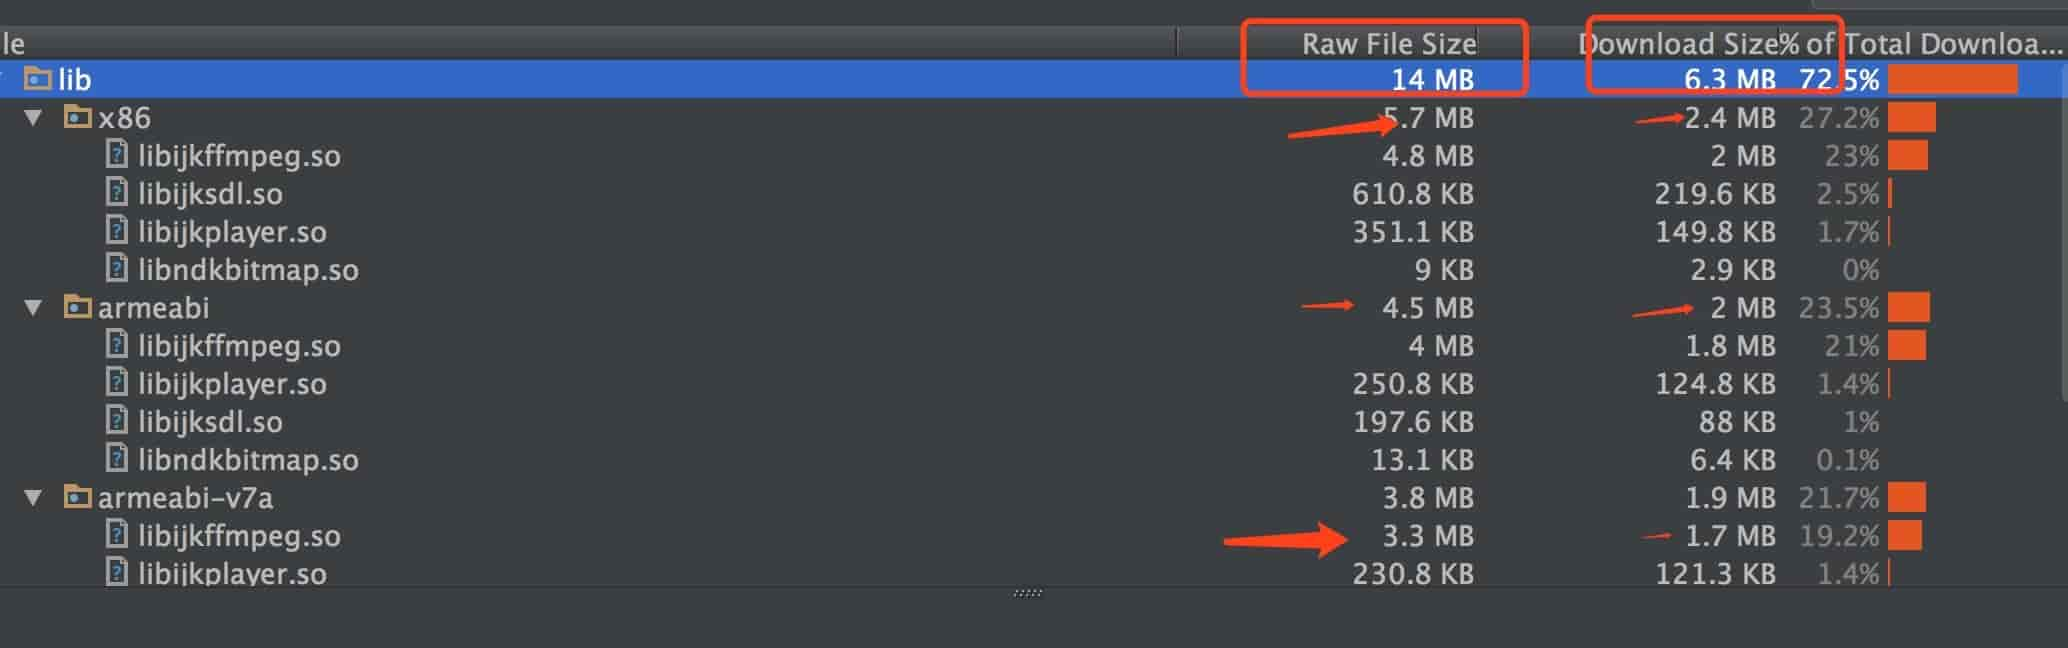 le Raw File Size Download Size % of Total Downloa...
lib 14 MB 6.3 MB 72.5%
x86 5.7 MB 2.4 MB 27.2%
libijkffmpeg.so 4.8 MB 2 MB 23%
libijksdl.so 610.8 KB 219.6 KB 2.5%
libijkplayer.so 351.1 KB 149.8 KB 1.7%
libndkbitmap.so 9 KB 2.9 KB 0%
armeabi 4.5 MB 2 MB 23.5%
libijkffmpeg.so 4 MB 1.8 MB 21%
libijkplayer.so 250.8 KB 124.8 KB 1.4%
libijksdl.so 197.6 KB 88 KB 1%
libndkbitmap.so 13.1 KB 6.4 KB 0.1%
armeabi-v7a 3.8 MB 1.9 MB 21.7%
libijkffmpeg.so 3.3 MB 1.7 MB 19.2%
libijkplayer.so 230.8 KB 121.3 KB 1.4%